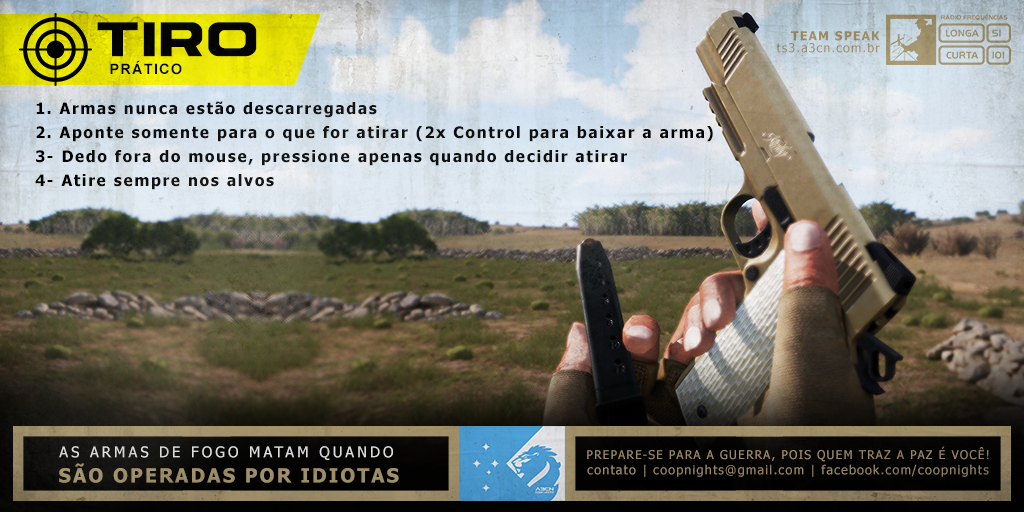 TIRO
PRÁTICO
TEAM SPEAK
ts3.a3cn.com.br
RÁDIO FREQUÊNCIAS
LONGA 51
CURTA 101
1. Armas nunca estão descarregadas
2. Aponte somente para o que for atirar (2x Control para baixar a arma)
3- Dedo fora do mouse, pressione apenas quando decidir atirar
4- Atire sempre nos alvos
AS ARMAS DE FOGO MATAM QUANDO
SÃO OPERADAS POR IDIOTAS
A3CN
PREPARE-SE PARA A GUERRA, POIS QUEM TRAZ A PAZ É VOCÊ!
contato | coopnights@gmail.com | facebook.com/coopnights